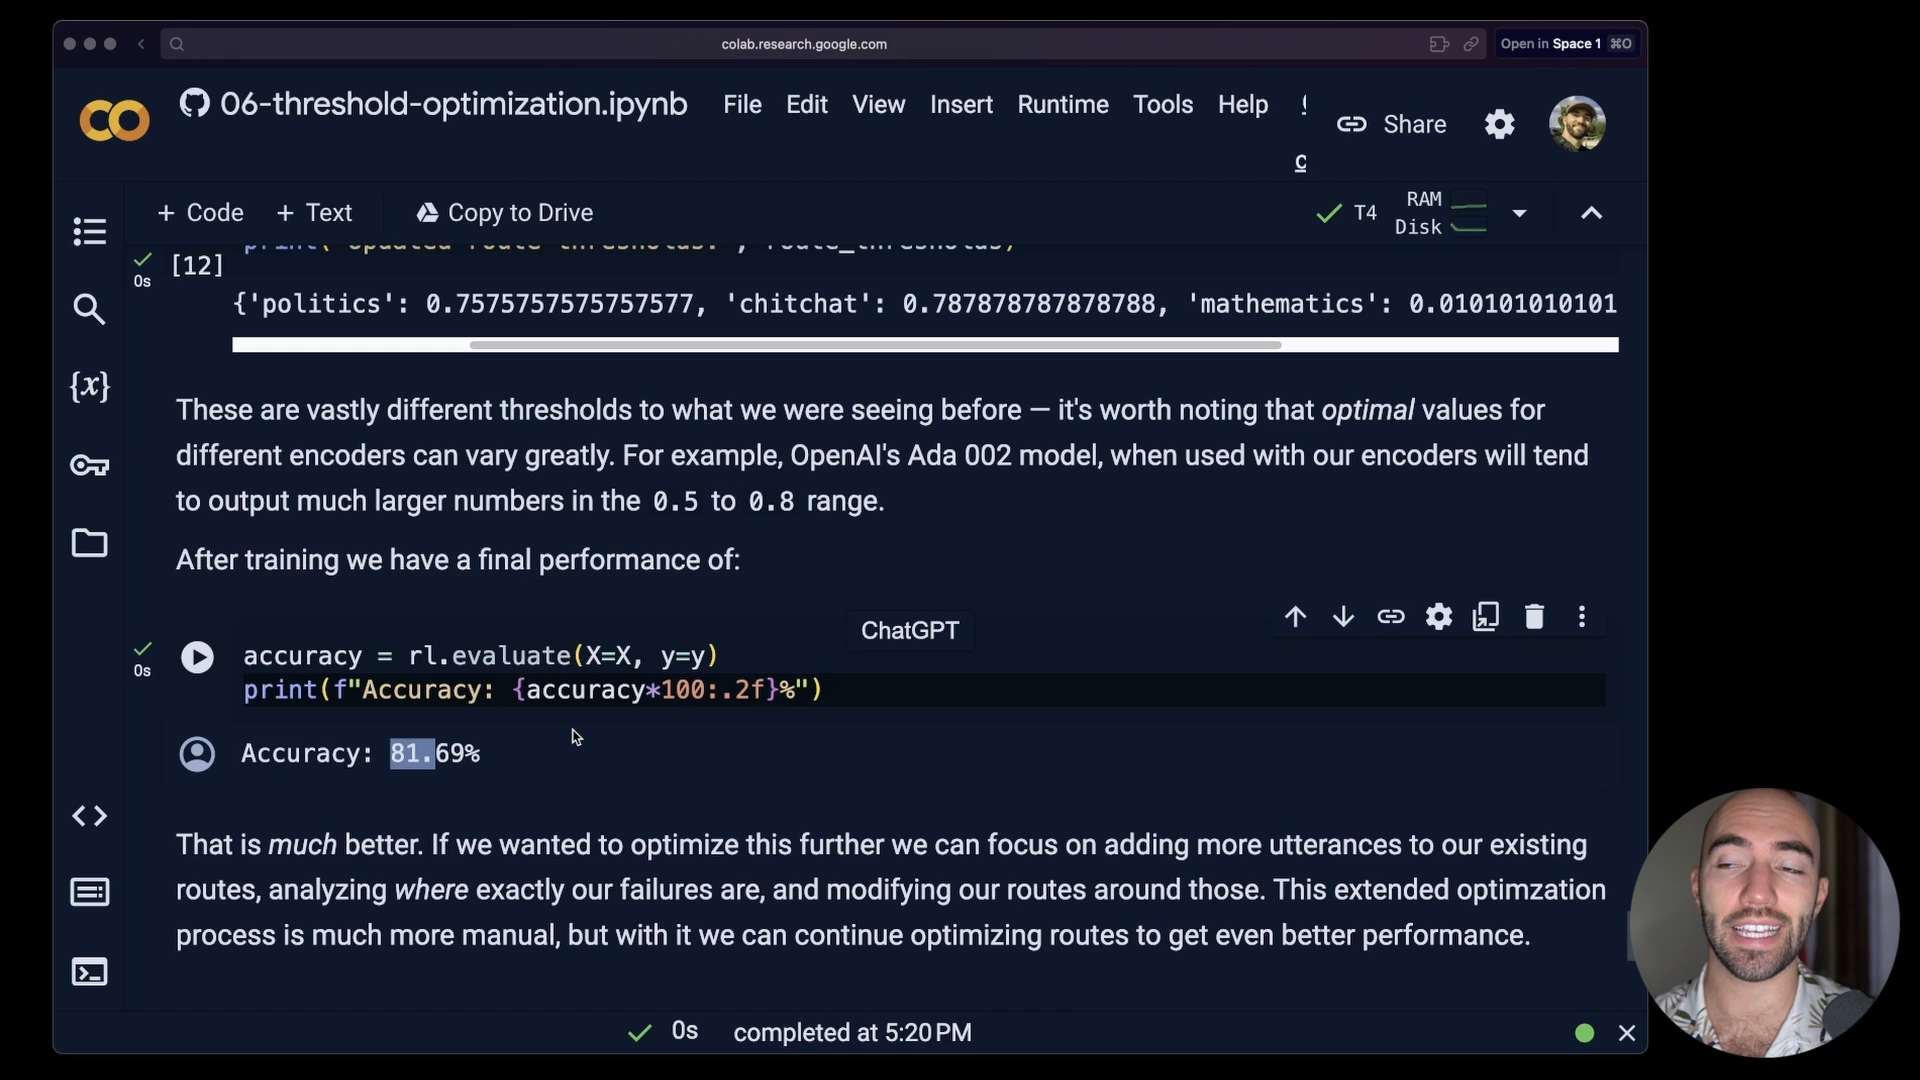 colab.research.google.com
Open in Space 1 ⌘O
06-threshold-optimization.ipynb
File Edit View Insert Runtime Tools Help
Share
+ Code + Text Copy to Drive
T4 RAM
Disk
print("Updated route thresholds:", route_thresholds)
[12]
0s
{'politics': 0.7575757575757577, 'chitchat': 0.787878787878788, 'mathematics': 0.010101010101
These are vastly different thresholds to what we were seeing before — it's worth noting that optimal values for
different encoders can vary greatly. For example, OpenAI's Ada 002 model, when used with our encoders will tend
to output much larger numbers in the 0.5 to 0.8 range.
After training we have a final performance of:
ChatGPT
0s
accuracy = rl.evaluate(X=X, y=y)
print(f"Accuracy: {accuracy*100:.2f}%")
Accuracy: 81.69%
That is much better. If we wanted to optimize this further we can focus on adding more utterances to our existing
routes, analyzing where exactly our failures are, and modifying our routes around those. This extended optimzation
process is much more manual, but with it we can continue optimizing routes to get even better performance.
0s completed at 5:20 PM